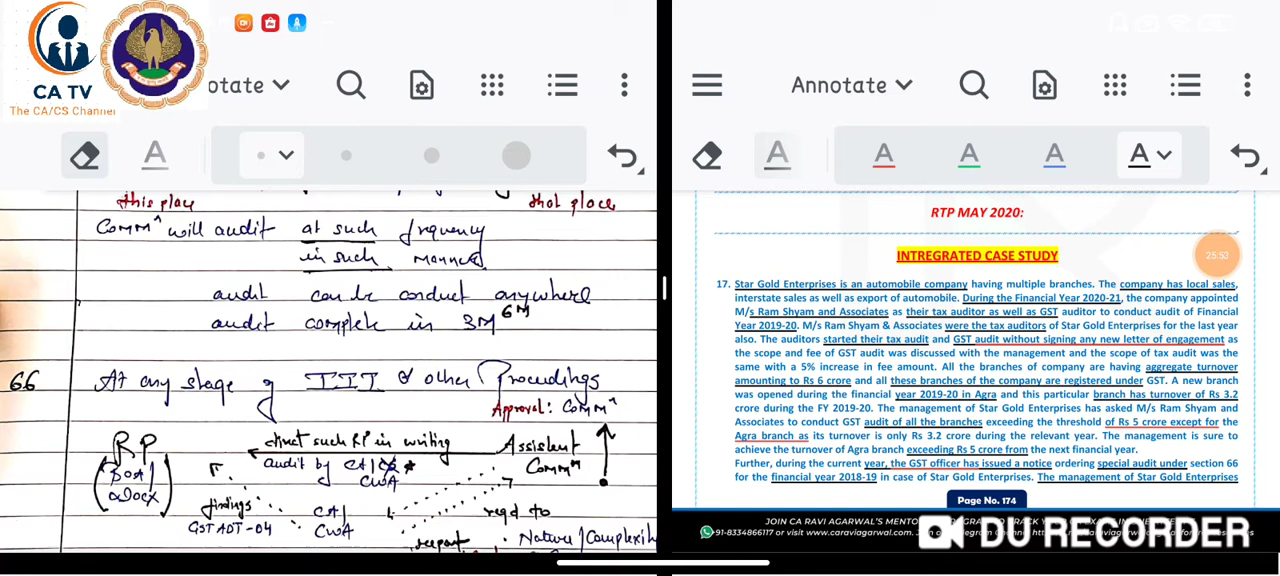 CA TV
The CA/CS Channel
otate
this place
that place
Comm^n will audit at such frequency
in such manner
audit can be conduct anywhere
audit complete in 3M 6M
66 At any stage of III & other Proceedings
Approval: Comm^n
RP direct such RP in writing Assistent
audit by CA/ Comm^n
CWA
findings
GST ADT-04
CA/
CWA
reqd to
report
Nature/Complexi
Annotate
25:52
RTP MAY 2020:
INTREGRATED CASE STUDY
17. Star Gold Enterprises is an automobile company having multiple branches. The company has local sales,
interstate sales as well as export of automobile. During the Financial Year 2020-21, the company appointed
M/s Ram Shyam and Associates as their tax auditor as well as GST auditor to conduct audit of Financial
Year 2019-20. M/s Ram Shyam & Associates were the tax auditors of Star Gold Enterprises for the last year
also. The auditors started their tax audit and GST audit without signing any new letter of engagement as
the scope and fee of GST audit was discussed with the management and the scope of tax audit was the
same with a 5% increase in fee amount. All the branches of company are having aggregate turnover
amounting to Rs 6 crore and all these branches of the company are registered under GST. A new branch
was opened during the financial year 2019-20 in Agra and this particular branch has turnover of Rs 3.2
crore during the FY 2019-20. The management of Star Gold Enterprises has asked M/s Ram Shyam and
Associates to conduct GST audit of all the branches exceeding the threshold of Rs 5 crore except for the
Agra branch as its turnover is only Rs 3.2 crore during the relevant year. The management is sure to
achieve the turnover of Agra branch exceeding Rs 5 crore from the next financial year.
Further, during the current year, the GST officer has issued a notice ordering special audit under section 66
for the financial year 2018-19 in case of Star Gold Enterprises. The management of Star Gold Enterprises
Page No. 174
JOIN CA RAVI AGARWAL'S MENTO
+91-8334866117 or visit www.caraviagarwal.com.
DU RECORDER